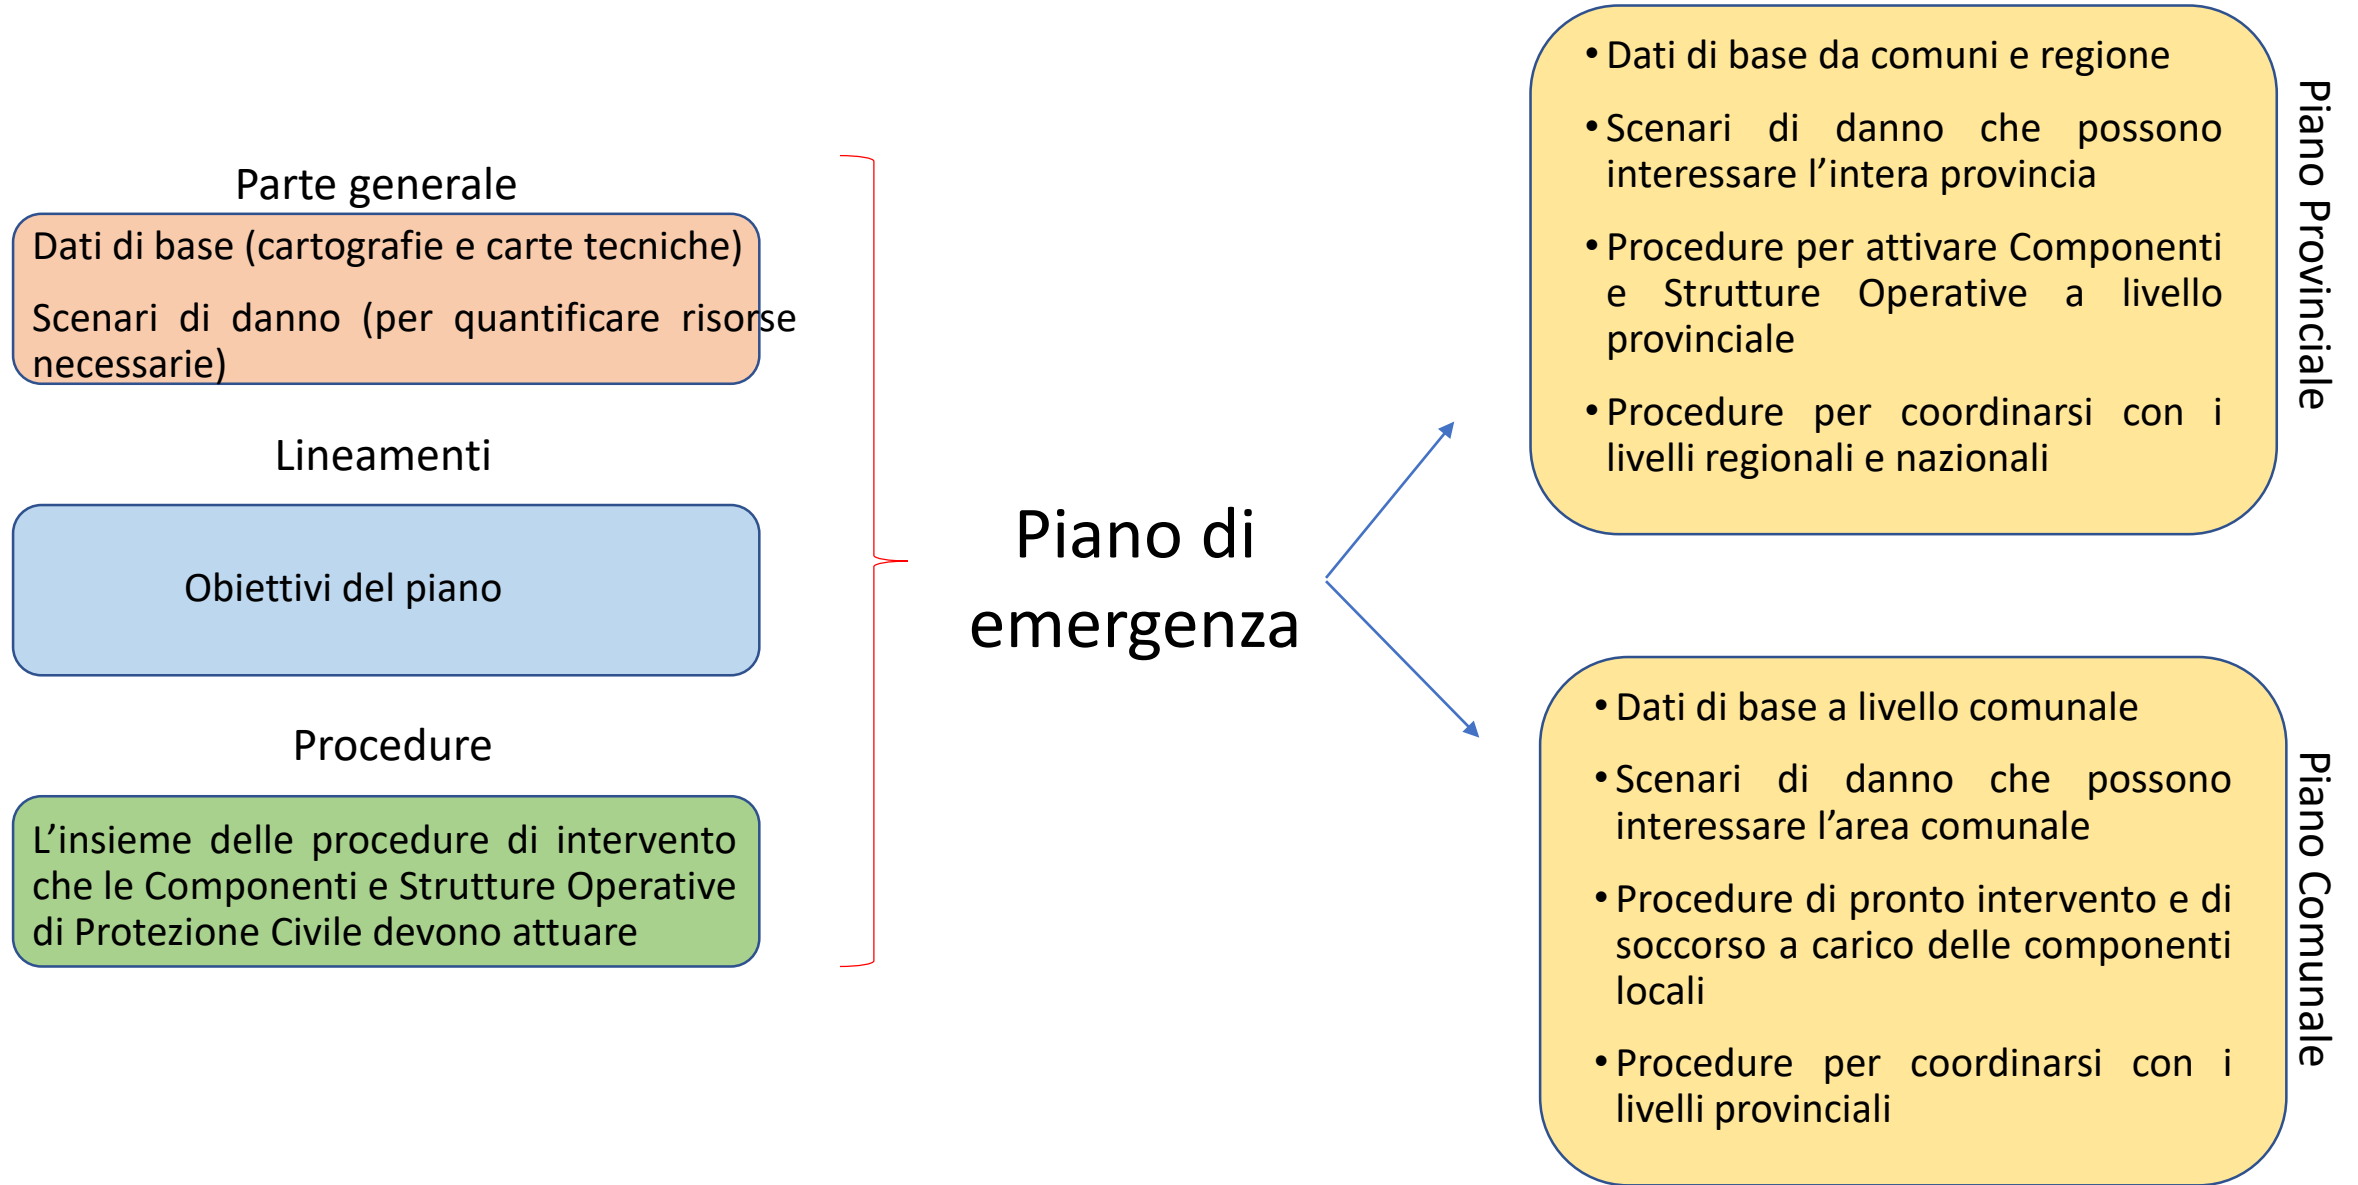 Parte generale
Dati di base (cartografie e carte tecniche)
Scenari di danno (per quantificare risorse
necessarie)
Lineamenti
Obiettivi del piano
Procedure
L’insieme delle procedure di intervento
che le Componenti e Strutture Operative
di Protezione Civile devono attuare
Piano di
emergenza
• Dati di base da comuni e regione
• Scenari di danno che possono
interessare l’intera provincia
• Procedure per attivare Componenti
e Strutture Operative a livello
provinciale
• Procedure per coordinarsi con i
livelli regionali e nazionali
Piano Provinciale
• Dati di base a livello comunale
• Scenari di danno che possono
interessare l’area comunale
• Procedure di pronto intervento e di
soccorso a carico delle componenti
locali
• Procedure per coordinarsi con i
livelli provinciali
Piano Comunale